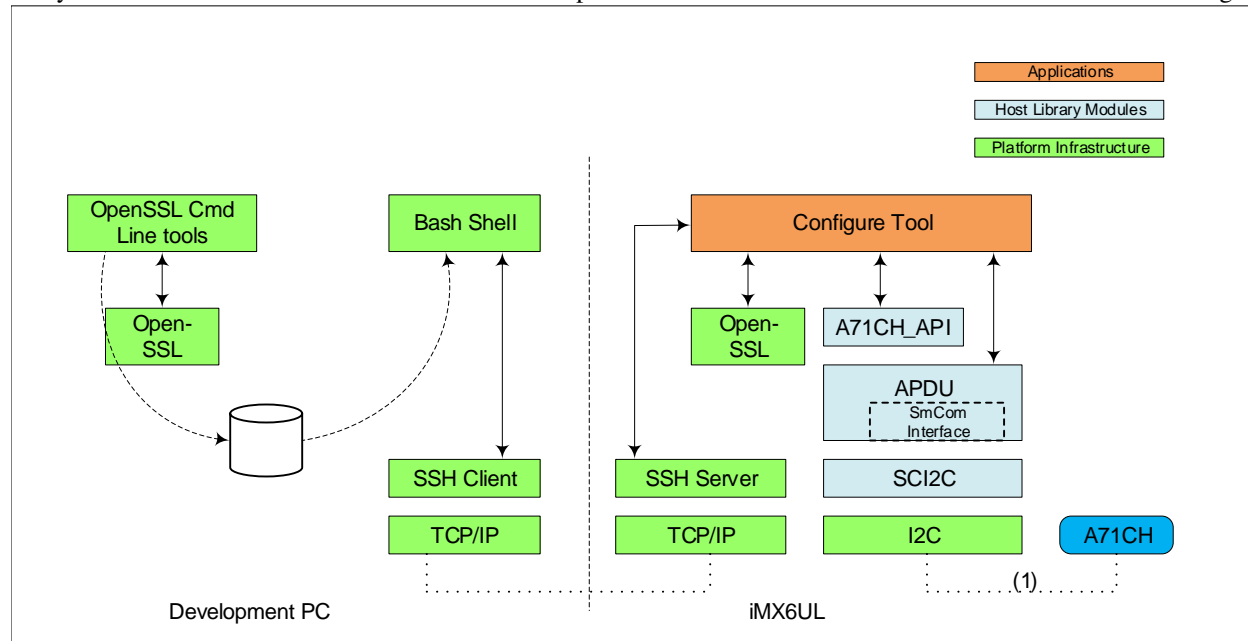 Applications
Host Library Modules
Platform Infrastructure
OpenSSL Cmd
Line tools
Bash Shell
Configure Tool
Open-
SSL
Open-
SSL
A71CH_API
APDU
SmCom
Interface
SSH Client
SSH Server
SCI2C
TCP/IP
TCP/IP
I2C
A71CH
(1)
Development PC
iMX6UL